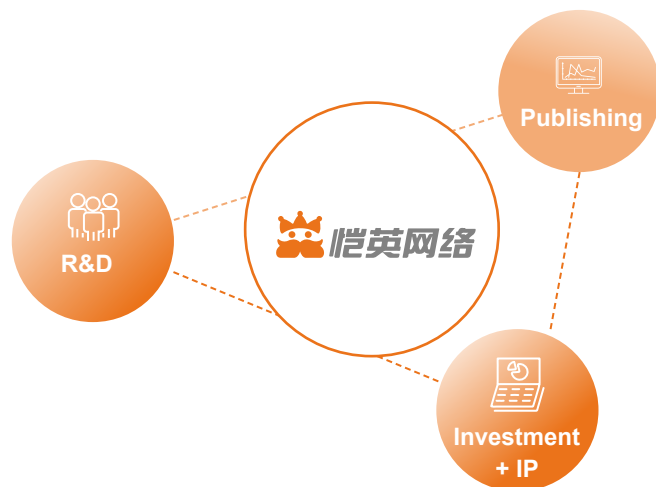 Publishing
R&D
恺英网络
Investment
+ IP